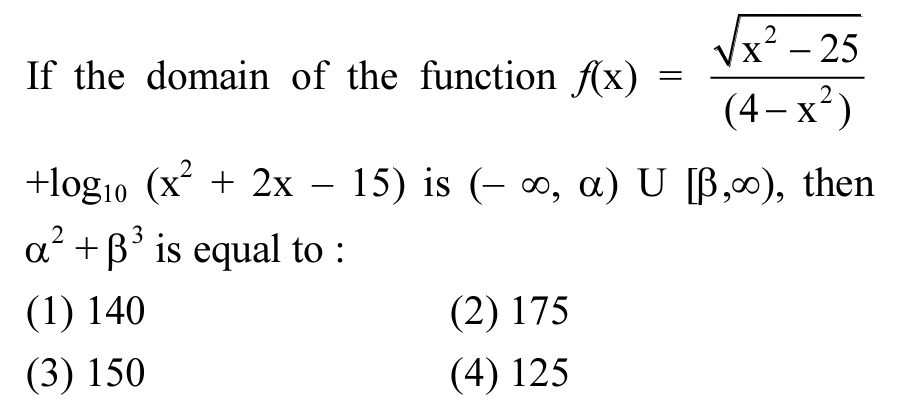 If the domain of the function f(x) = √(x² – 25) / (4 – x²)
+log₁₀ (x² + 2x – 15) is (– ∞, α) U [β,∞), then
α² + β³ is equal to :
(1) 140 (2) 175
(3) 150 (4) 125